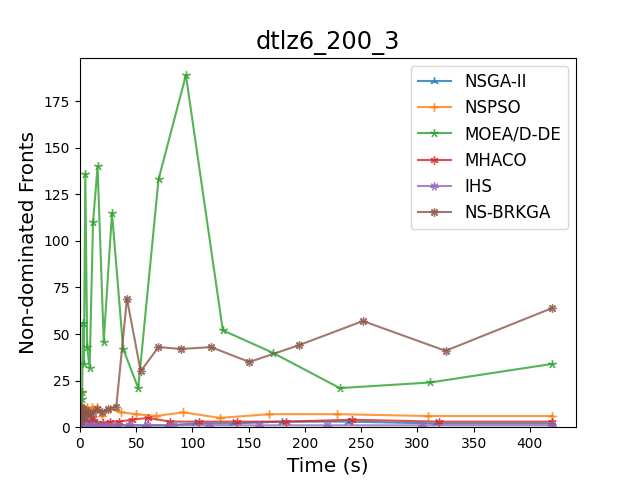 dtlz6_200_3
Non-dominated Fronts
175
150
125
100
75
50
25
0
0 50 100 150 200 250 300 350 400
Time (s)
NSGA-II
NSPSO
MOEA/D-DE
MHACO
IHS
NS-BRKGA